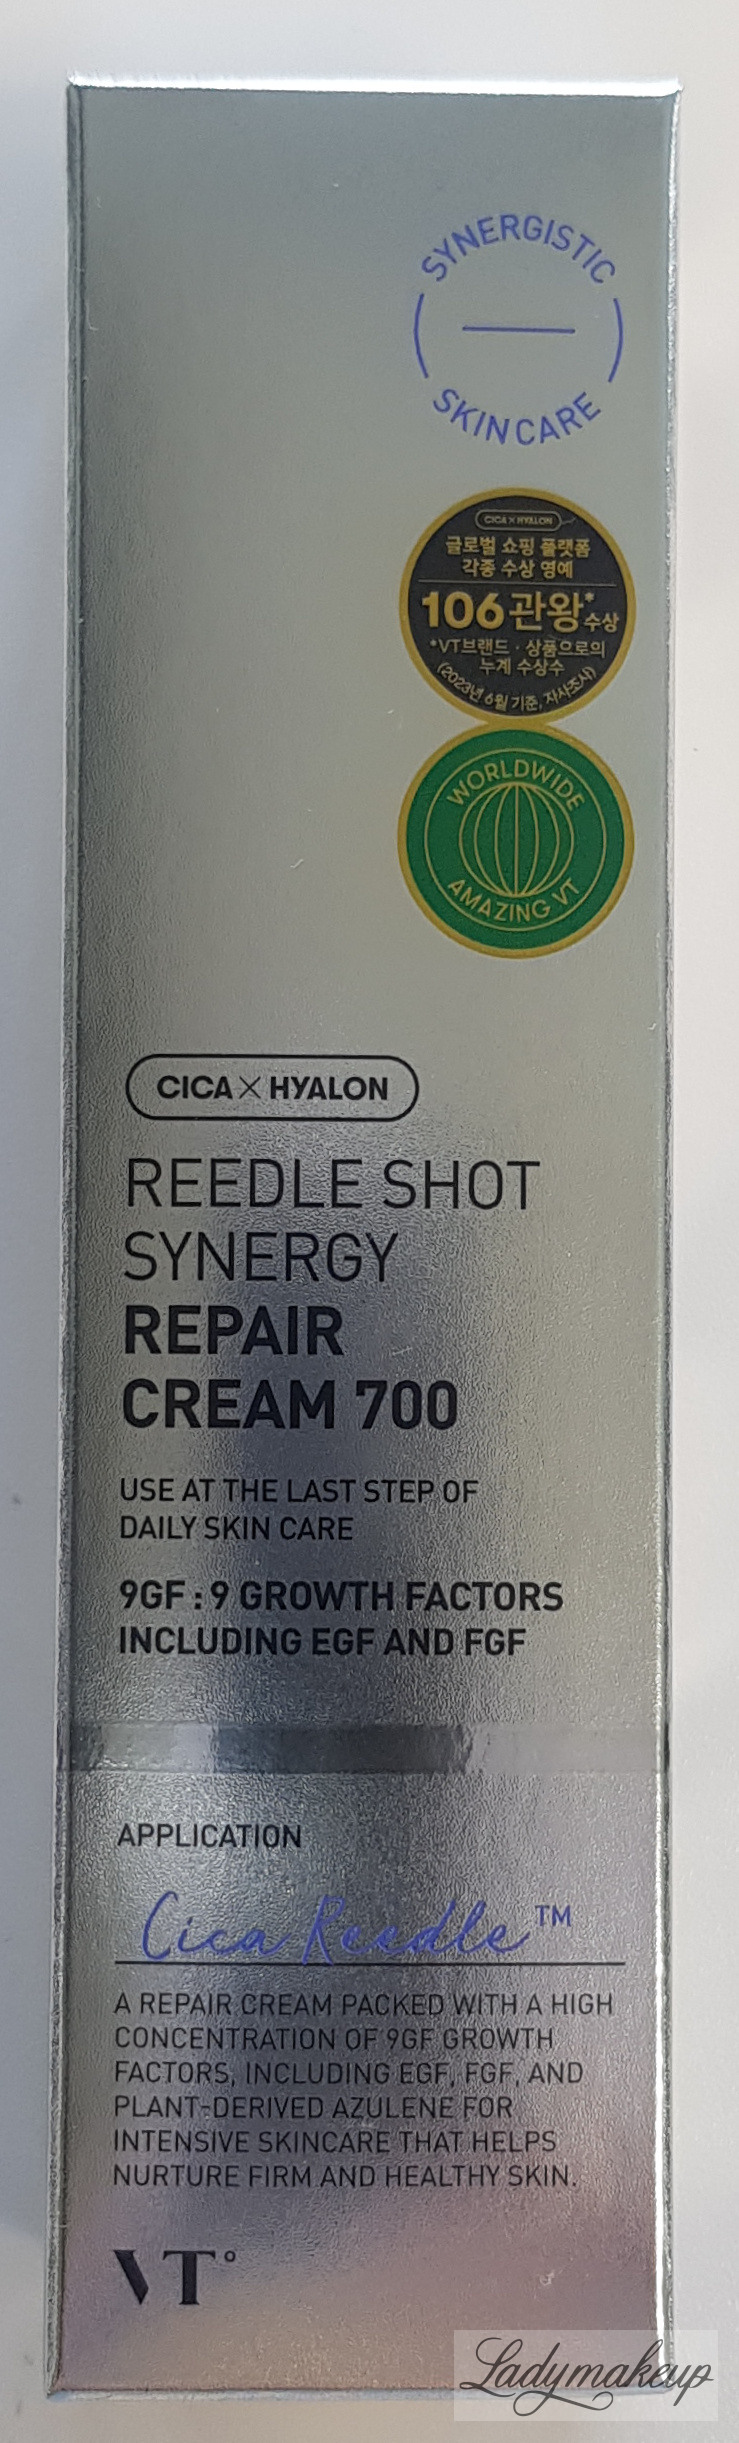 SYNERGISTIC
SKINCARE
CICA × HYALON
글로벌 쇼핑 플랫폼
각종 수상 영예
106관왕*수상
*VT브랜드 · 상품으로의
누계 수상수
(2023년 6월 기준, 자사조사)
WORLDWIDE
AMAZING VT
CICA × HYALON
REEDLE SHOT
SYNERGY
REPAIR
CREAM 700
USE AT THE LAST STEP OF
DAILY SKIN CARE
9GF : 9 GROWTH FACTORS
INCLUDING EGF AND FGF
APPLICATION
Cica Reedle™
A REPAIR CREAM PACKED WITH A HIGH
CONCENTRATION OF 9GF GROWTH
FACTORS, INCLUDING EGF, FGF, AND
PLANT-DERIVED AZULENE FOR
INTENSIVE SKINCARE THAT HELPS
NURTURE FIRM AND HEALTHY SKIN.
VT°
Ladymakeup